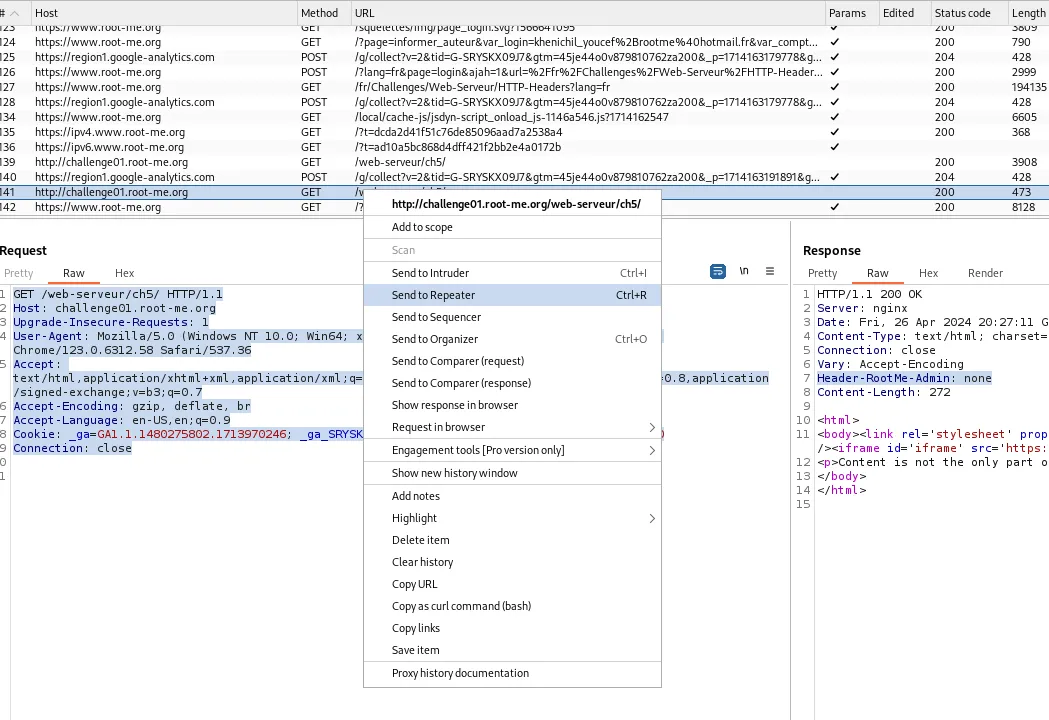 # Host Method URL Params Edited Status code Length
123 https://www.root-me.org GET /squelettes/img/page_login.svg?1566641095 ✓ 200 3809
124 https://www.root-me.org GET /?page=informer_auteur&var_login=khenichil_youcef%2Brootme%40hotmail.fr&var_compt... ✓ 200 790
125 https://region1.google-analytics.com POST /g/collect?v=2&tid=G-SRYSKX09J7&gtm=45je44o0v879810762za200&_p=1714163179778&g... ✓ 204 428
126 https://www.root-me.org GET /?lang=fr&page=login&ajah=1&url=%2Ffr%2FChallenges%2FWeb-Serveur%2FHTTP-Header... ✓ 200 2999
127 https://www.root-me.org GET /fr/Challenges/Web-Serveur/HTTP-Headers?lang=fr ✓ 200 194135
128 https://region1.google-analytics.com POST /g/collect?v=2&tid=G-SRYSKX09J7&gtm=45je44o0v879810762za200&_p=1714163179778&g... ✓ 204 428
134 https://www.root-me.org GET /local/cache-js/jsdyn-script_onload_js-1146a546.js?1714162547 ✓ 200 6605
135 https://ipv4.www.root-me.org GET /?t=dcda2d41f51c76de85096aad7a2538a4 ✓ 200 368
136 https://ipv6.www.root-me.org GET /?t=ad10a5bc868d4dff421f2bb2e4a0172b ✓
139 http://challenge01.root-me.org GET /web-serveur/ch5/ 200 3908
140 https://region1.google-analytics.com POST /g/collect?v=2&tid=G-SRYSKX09J7&gtm=45je44o0v879810762za200&_p=1714163191891&g... ✓ 204 428
141 http://challenge01.root-me.org GET 200 473
142 https://www.root-me.org GET /? ✓ 200 8128
http://challenge01.root-me.org/web-serveur/ch5/
Add to scope
Scan
Send to Intruder Ctrl+I
Send to Repeater Ctrl+R
Send to Sequencer
Send to Organizer Ctrl+O
Send to Comparer (request)
Send to Comparer (response)
Show response in browser
Request in browser
Engagement tools [Pro version only]
Show new history window
Add notes
Highlight
Delete item
Clear history
Copy URL
Copy as curl command (bash)
Copy links
Save item
Proxy history documentation
Request
Pretty Raw Hex \n
1 GET /web-serveur/ch5/ HTTP/1.1
2 Host: challenge01.root-me.org
3 Upgrade-Insecure-Requests: 1
4 User-Agent: Mozilla/5.0 (Windows NT 10.0; Win64; x
Chrome/123.0.6312.58 Safari/537.36
5 Accept:
text/html,application/xhtml+xml,application/xml;q= =0.8,application
/signed-exchange;v=b3;q=0.7
6 Accept-Encoding: gzip, deflate, br
7 Accept-Language: en-US,en;q=0.9
8 Cookie: _ga=GA1.1.1480275802.1713970246; _ga_SRYSK
9 Connection: close
0
1
Response
Pretty Raw Hex Render
1 HTTP/1.1 200 OK
2 Server: nginx
3 Date: Fri, 26 Apr 2024 20:27:11 G
4 Content-Type: text/html; charset=
5 Connection: close
6 Vary: Accept-Encoding
7 Header-RootMe-Admin: none
8 Content-Length: 272
9
10 <html>
11 <body><link rel='stylesheet' prop
/><iframe id='iframe' src='https:
12 <p>Content is not the only part o
13 </body>
14 </html>
15